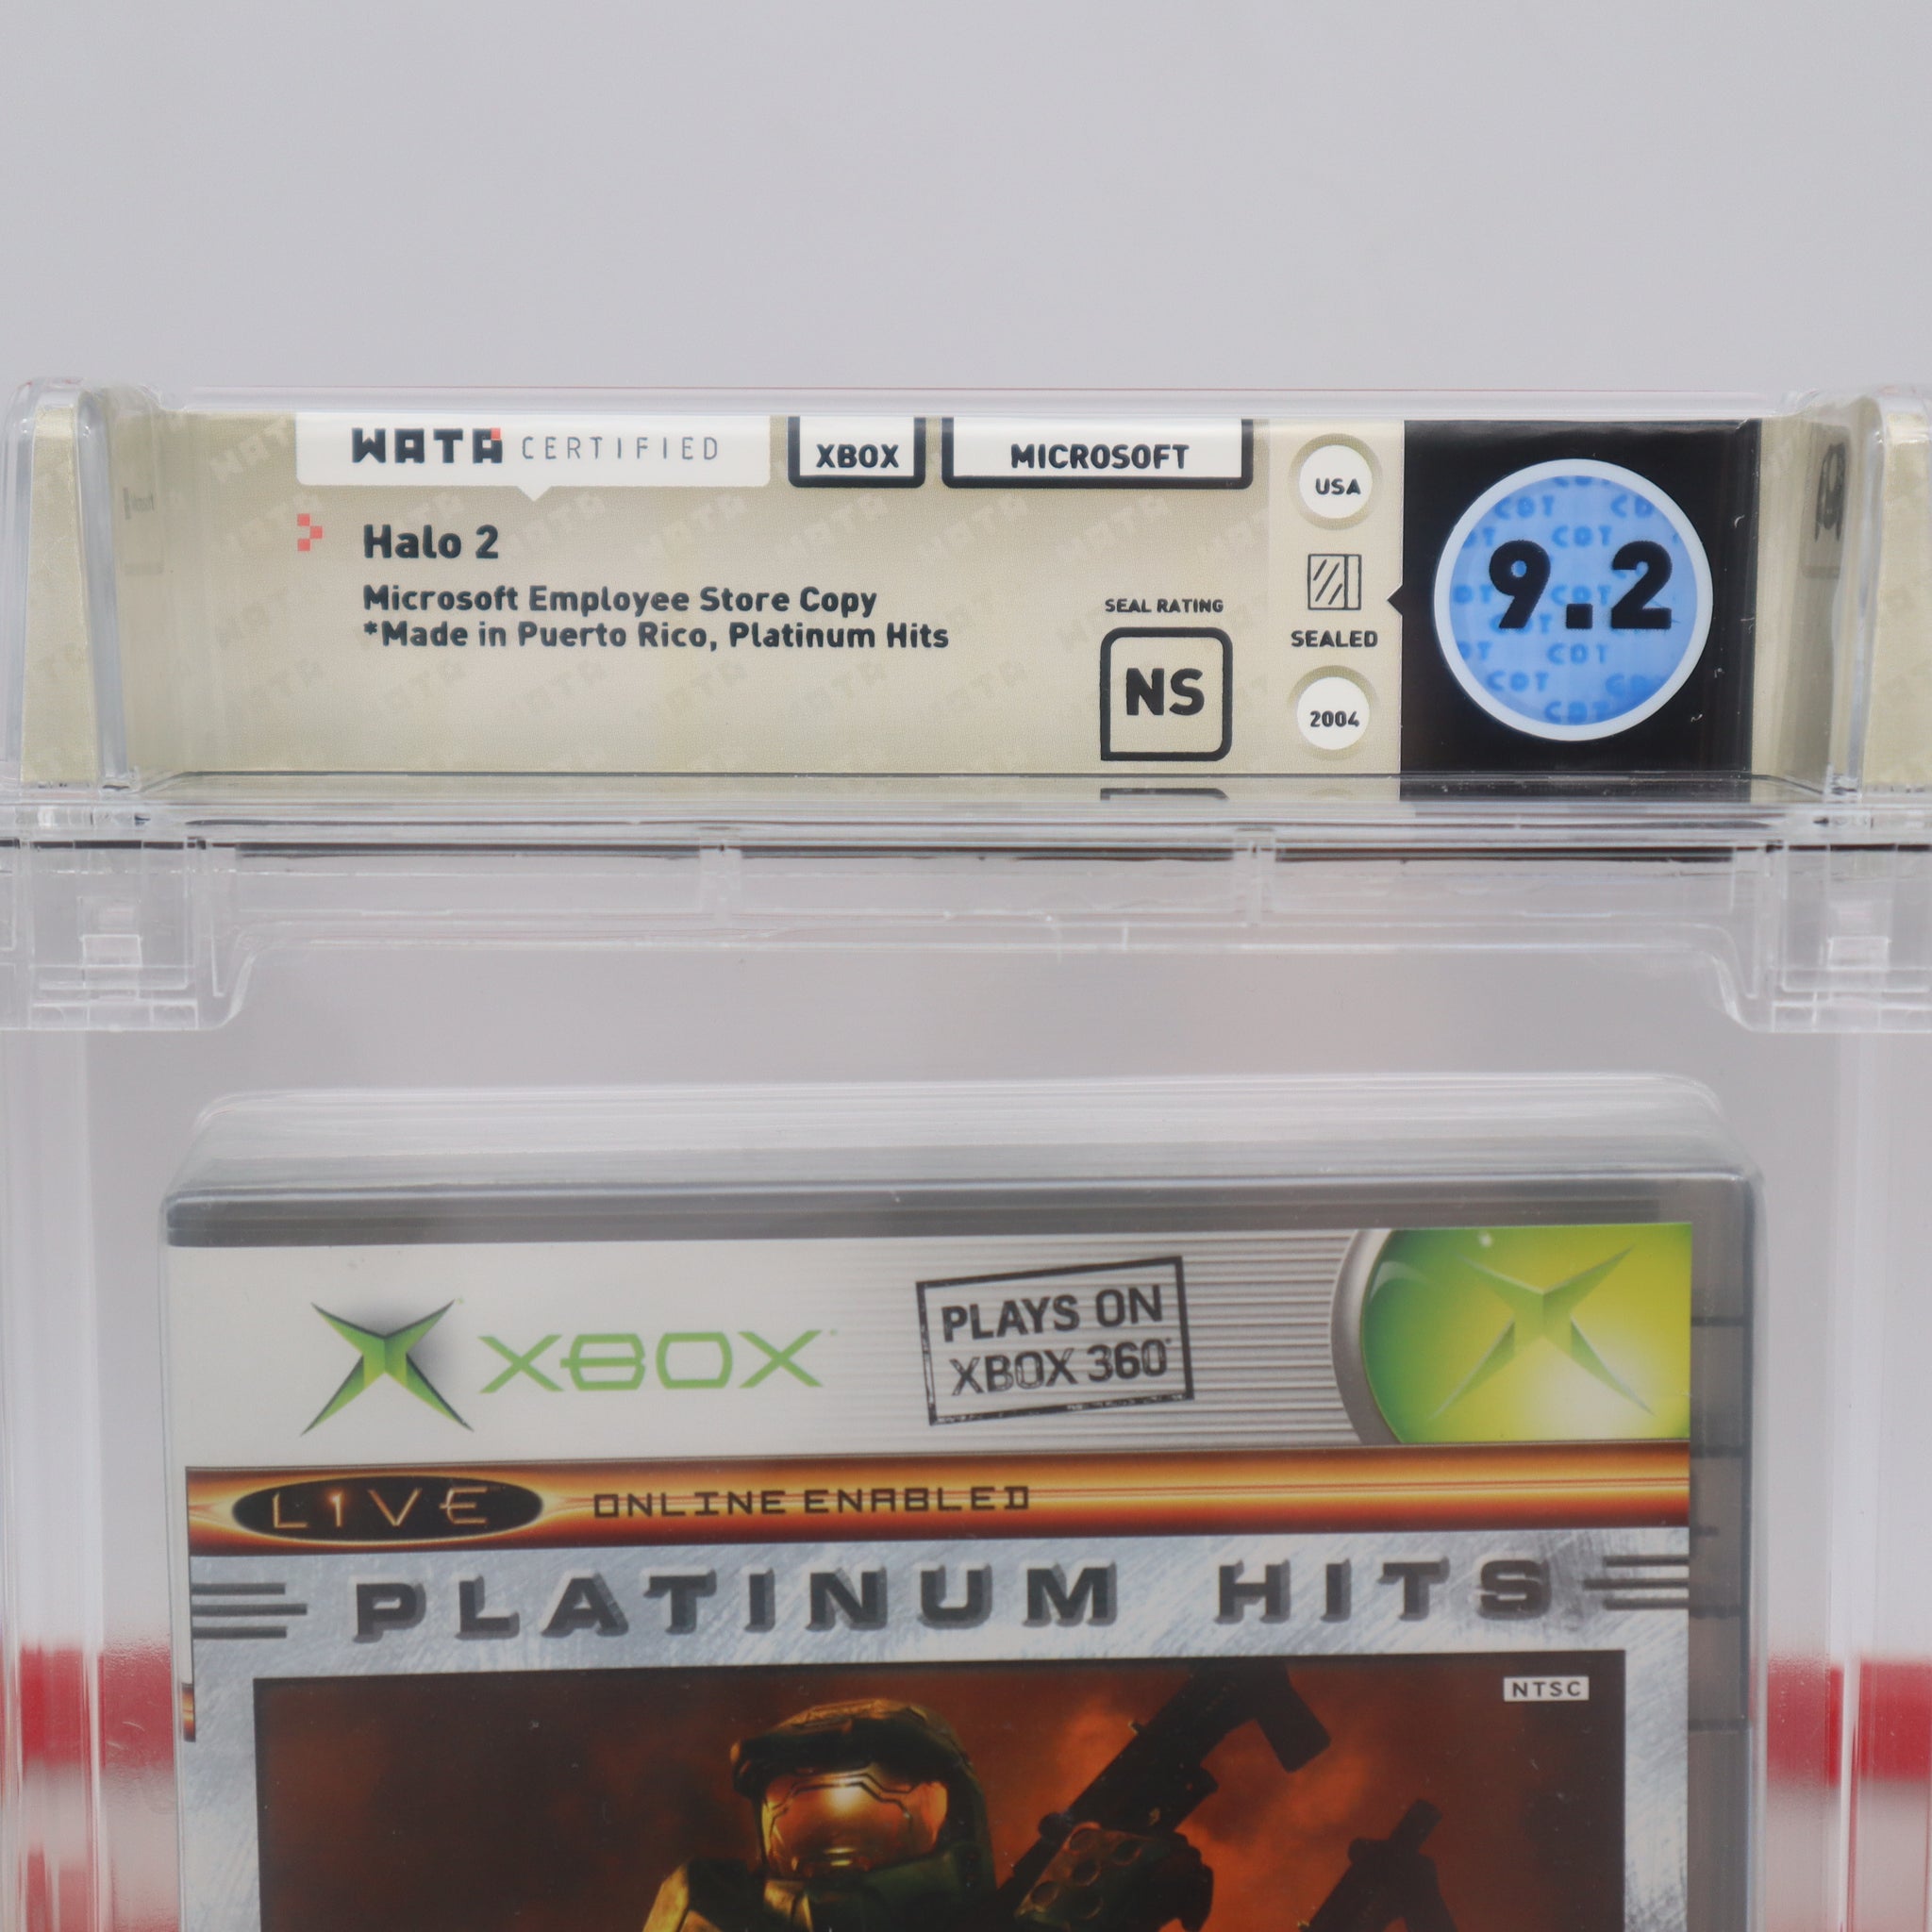 WATA CERTIFIED
XBOX
MICROSOFT
USA
Halo 2
Microsoft Employee Store Copy
*Made in Puerto Rico, Platinum Hits
SEAL RATING
NS
SEALED
2004
9.2
XBOX
PLAYS ON
XBOX 360
LIVE
ONLINE ENABLED
PLATINUM HITS
NTSC